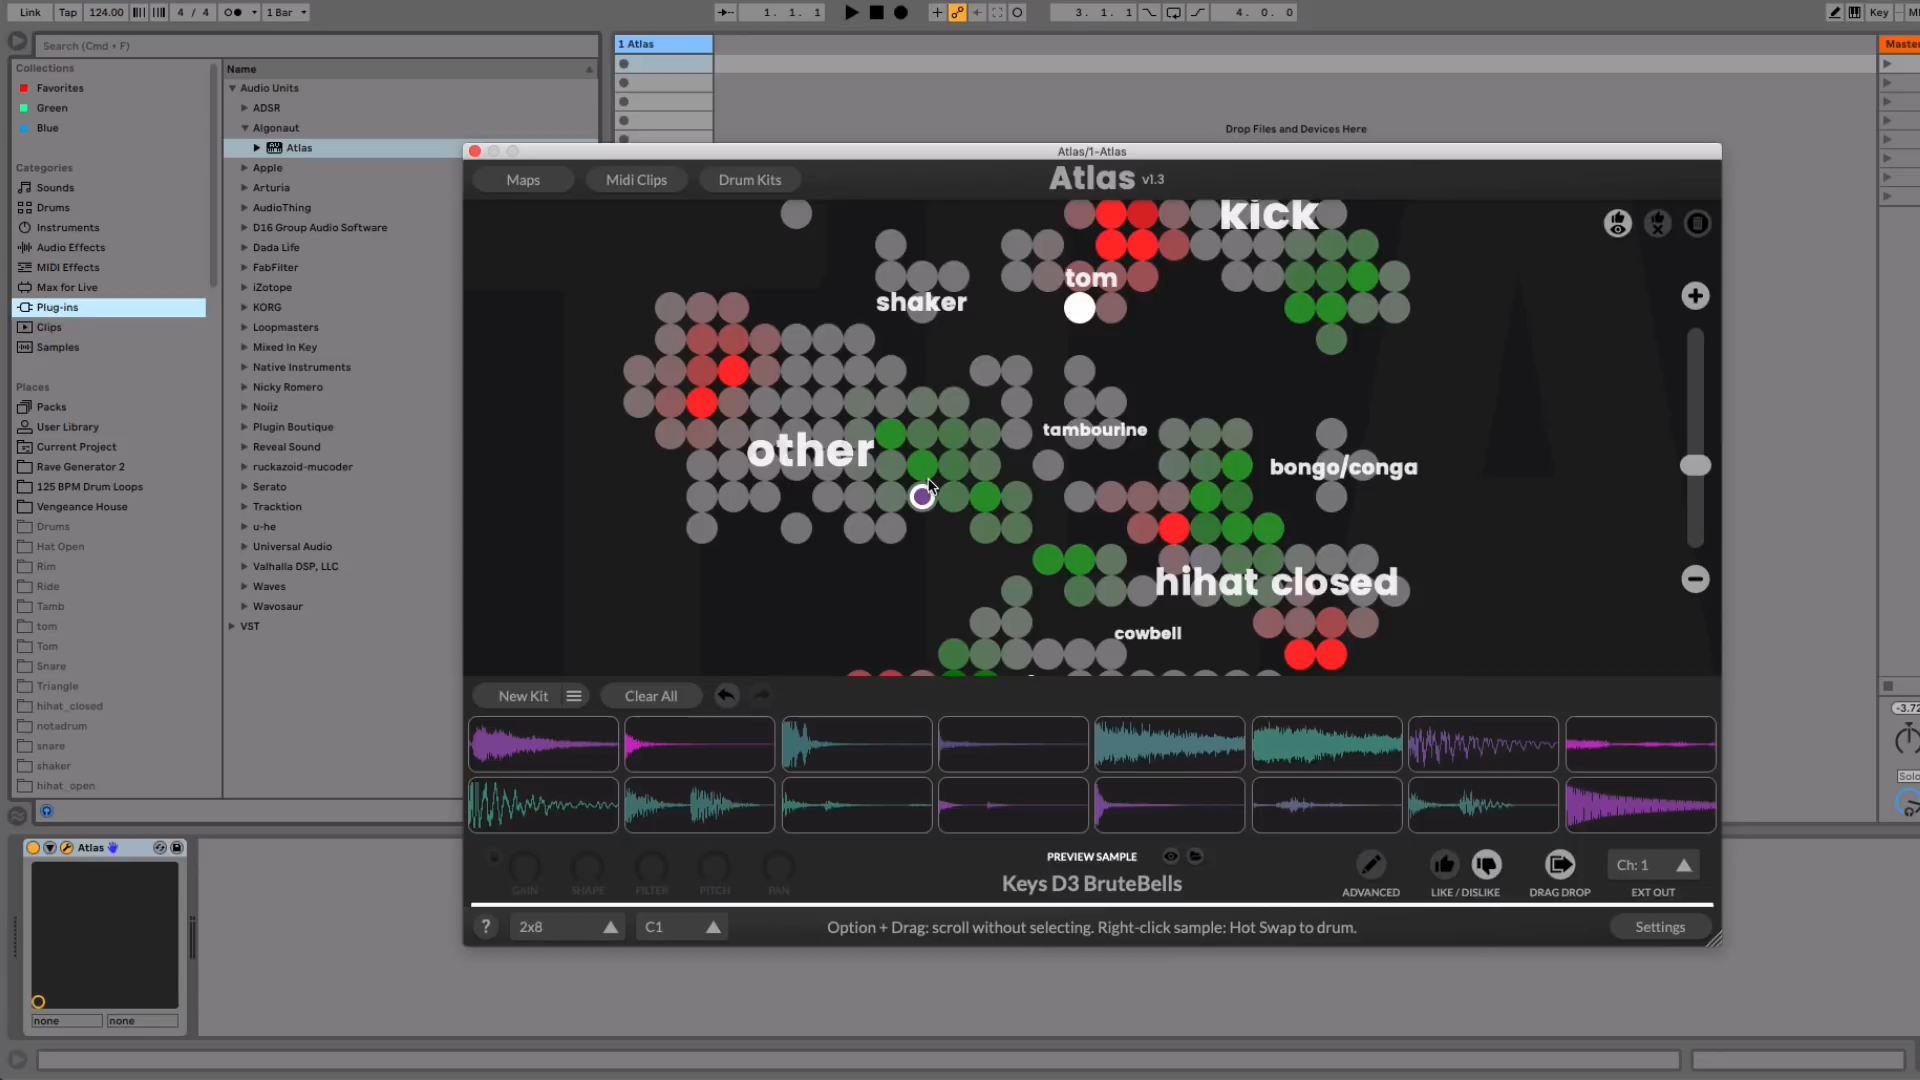 Link Tap 124.00 4 / 4 1 Bar 1. 1. 1 3. 1. 1 4. 0. 0 Key
Search (Cmd + F)
1 Atlas
Master
Collections
Favorites
Green
Blue
Categories
Sounds
Drums
Instruments
Audio Effects
MIDI Effects
Max for Live
Plug-ins
Clips
Samples
Places
Packs
User Library
Current Project
Rave Generator 2
125 BPM Drum Loops
Vengeance House
Drums
Hat Open
Rim
Ride
Tamb
tom
Tom
Snare
Triangle
hihat_closed
notadrum
snare
shaker
hihat_open
Name
Audio Units
ADSR
Algonaut
Atlas
Apple
Arturia
AudioThing
D16 Group Audio Software
Dada Life
FabFilter
iZotope
KORG
Loopmasters
Mixed In Key
Native Instruments
Nicky Romero
Noiiz
Plugin Boutique
Reveal Sound
ruckazoid-mucoder
Serato
Tracktion
u-he
Universal Audio
Valhalla DSP, LLC
Waves
Wavosaur
VST
Drop Files and Devices Here
Atlas/1-Atlas
Maps Midi Clips Drum Kits Atlas v1.3
kick
tom
shaker
tambourine
other
bongo/conga
hihat closed
cowbell
New Kit Clear All
-3.72
Solo
PREVIEW SAMPLE
Keys D3 BruteBells
GAIN SHAPE FILTER PITCH PAN
ADVANCED LIKE / DISLIKE DRAG DROP
Ch: 1
EXT OUT
? 2x8 C1 Option + Drag: scroll without selecting. Right-click sample: Hot Swap to drum. Settings
Atlas
none none